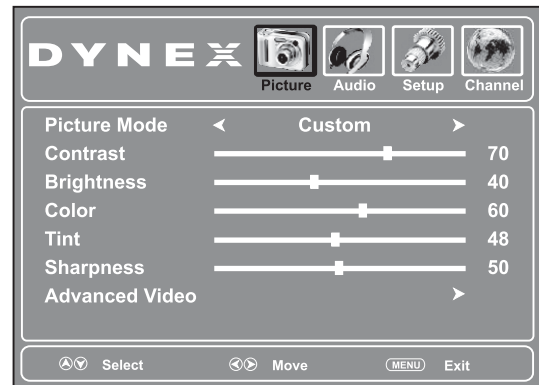 DYNEX
Picture Audio Setup Channel
Picture Mode Custom
Contrast 70
Brightness 40
Color 60
Tint 48
Sharpness 50
Advanced Video
Select Move MENU Exit